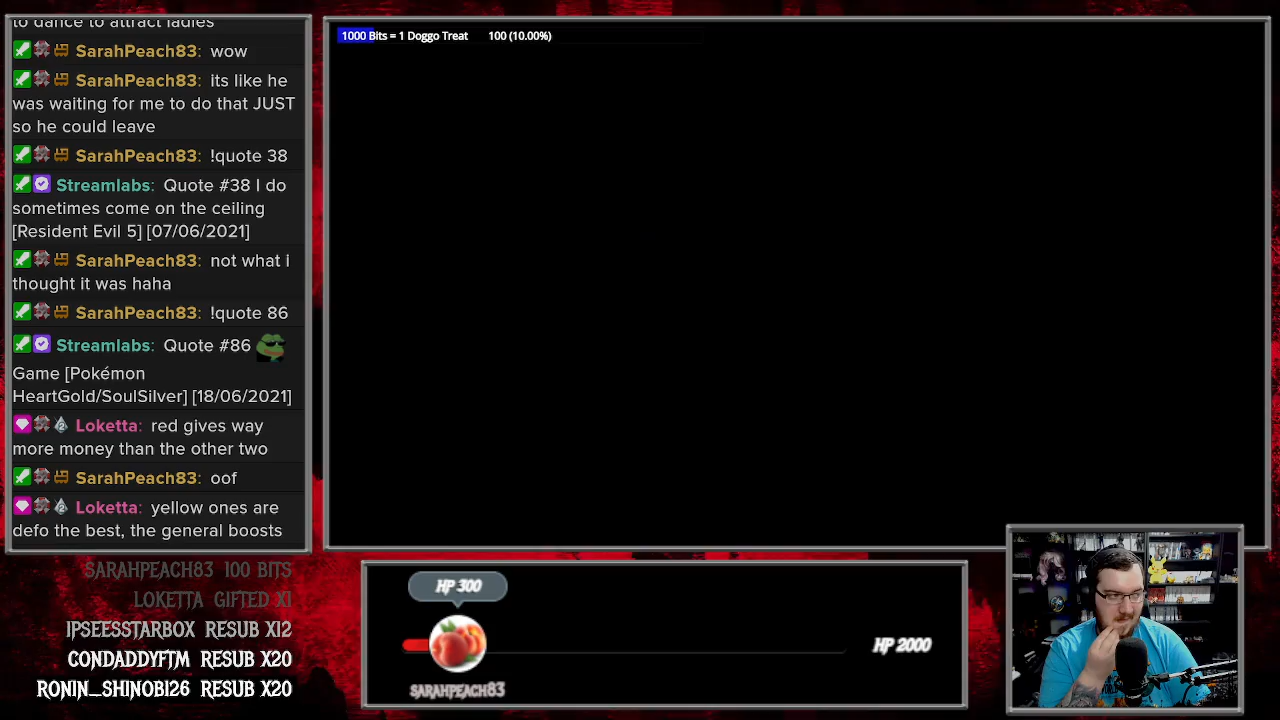 to dance to attract ladies
SarahPeach83: wow
SarahPeach83: its like he
was waiting for me to do that JUST
so he could leave
SarahPeach83: !quote 38
Streamlabs: Quote #38 I do
sometimes come on the ceiling
[Resident Evil 5] [07/06/2021]
SarahPeach83: not what i
thought it was haha
SarahPeach83: !quote 86
Streamlabs: Quote #86
Game [Pokémon
HeartGold/SoulSilver] [18/06/2021]
Loketta: red gives way
more money than the other two
SarahPeach83: oof
Loketta: yellow ones are
defo the best, the general boosts
SARAHPEACH83 100 BITS
LOKETTA GIFTED X1
IPSEESSTARBOX RESUB X12
CONDADDYFTM RESUB X20
RONIN_SHINOBI26 RESUB X20
1000 Bits = 1 Doggo Treat 100 (10.00%)
HP 300
HP 2000
SARAHPEACH83